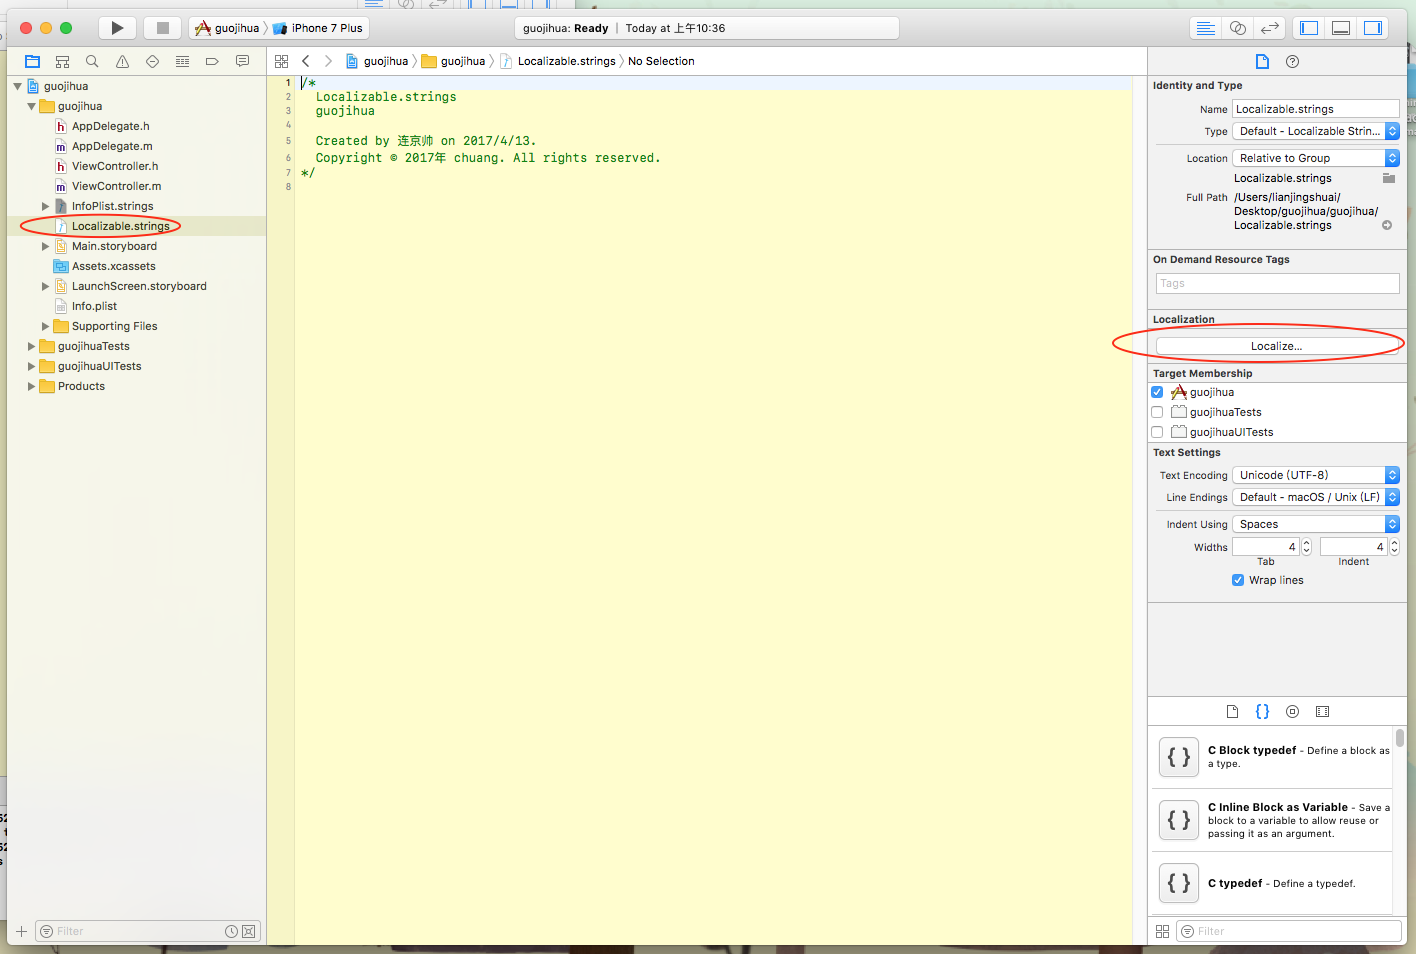 guojihua
iPhone 7 Plus
guojihua: Ready | Today at 上午10:36
guojihua
guojihua
Localizable.strings
No Selection
guojihua
guojihua
AppDelegate.h
AppDelegate.m
ViewController.h
ViewController.m
InfoPlist.strings
Localizable.strings
Main.storyboard
Assets.xcassets
LaunchScreen.storyboard
Info.plist
Supporting Files
guojihuaTests
guojihuaUITests
Products
Filter
1 /*
2 Localizable.strings
3 guojihua
4
5 Created by 连京帅 on 2017/4/13.
6 Copyright © 2017年 chuang. All rights reserved.
7 */
8
Identity and Type
Name Localizable.strings
Type Default - Localizable Strin...
Location Relative to Group
Localizable.strings
Full Path /Users/lianjingshuai/
Desktop/guojihua/guojihua/
Localizable.strings
On Demand Resource Tags
Tags
Localization
Localize...
Target Membership
guojihua
guojihuaTests
guojihuaUITests
Text Settings
Text Encoding Unicode (UTF-8)
Line Endings Default - macOS / Unix (LF)
Indent Using Spaces
Widths 4 4
Tab Indent
Wrap lines
{ } C Block typedef - Define a block as
a type.
{ } C Inline Block as Variable - Save a
block to a variable to allow reuse or
passing it as an argument.
{ } C typedef - Define a typedef.
Filter